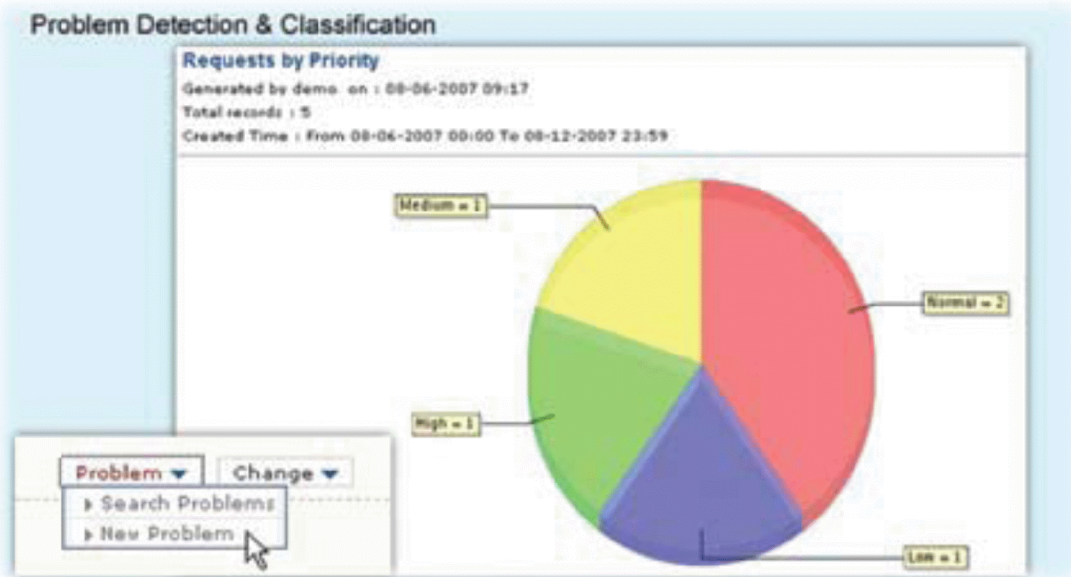 Problem Detection & Classification
Requests by Priority
Generated by demo on : 08-06-2007 09:17
Total records : 5
Created Time : From 08-06-2007 00:00 To 08-12-2007 23:59
Medium = 1
Normal = 2
High = 1
Low = 1
Problem Change
Search Problems
New Problem